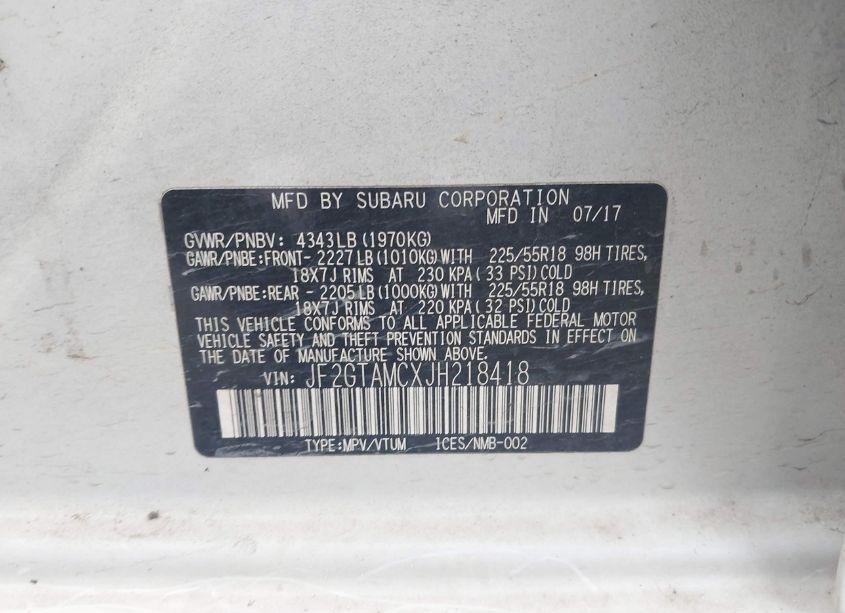 MFD BY SUBARU CORPORATION
MFD IN 07/17
GVWR/PNBV: 4343LB (1970KG)
GAWR/PNBE:FRONT- 2227LB(1010KG)WITH 225/55R18 98H TIRES,
18X7J RIMS AT 230 KPA( 33 PSI)COLD
GAWR/PNBE:REAR - 2205LB(1000KG)WITH 225/55R18 98H TIRES,
18X7J RIMS AT 220 KPA( 32 PSI)COLD
THIS VEHICLE CONFORMS TO ALL APPLICABLE FEDERAL MOTOR
VEHICLE SAFETY AND THEFT PREVENTION STANDARDS IN EFFECT ON
THE DATE OF MANUFACTURE SHOWN ABOVE.
VIN: JF2GTAMCXJH218418
TYPE:MPV/VTUM ICES/NMB-002